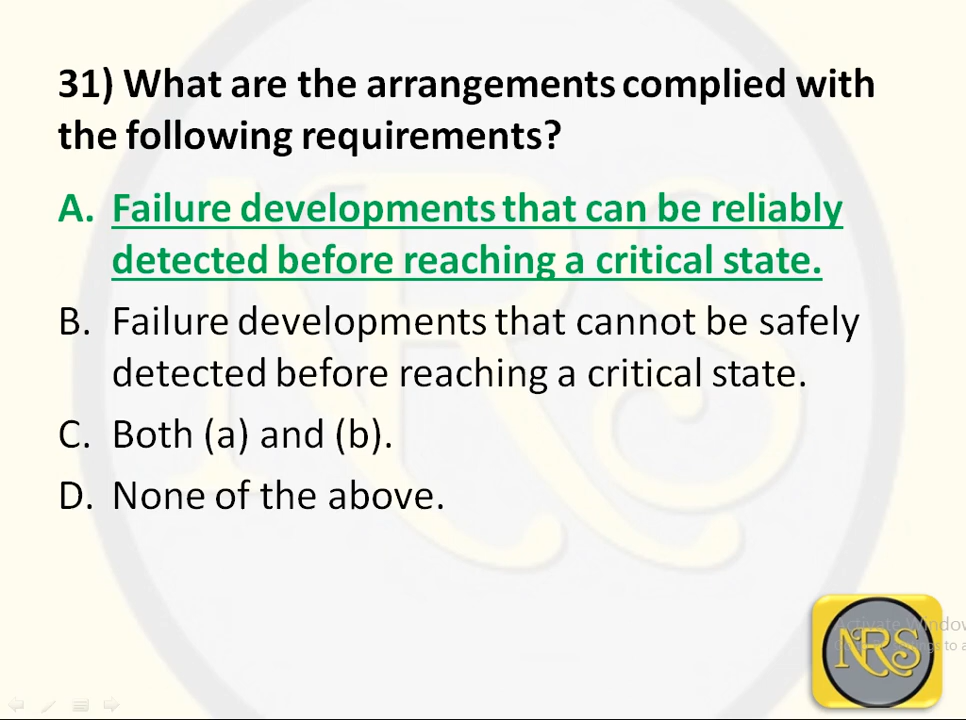 31) What are the arrangements complied with
the following requirements?
A. Failure developments that can be reliably
detected before reaching a critical state.
B. Failure developments that cannot be safely
detected before reaching a critical state.
C. Both (a) and (b).
D. None of the above.
Activate Window
NRS